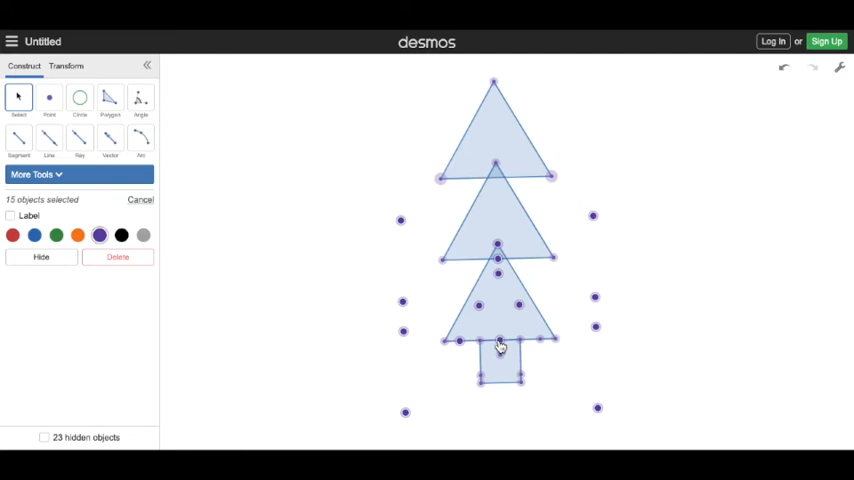 Untitled
desmos
Log In or Sign Up
Construct Transform
Select Point Circle Polygon Angle
Segment Line Ray Vector Arc
More Tools
15 objects selected Cancel
Label
Hide Delete
23 hidden objects